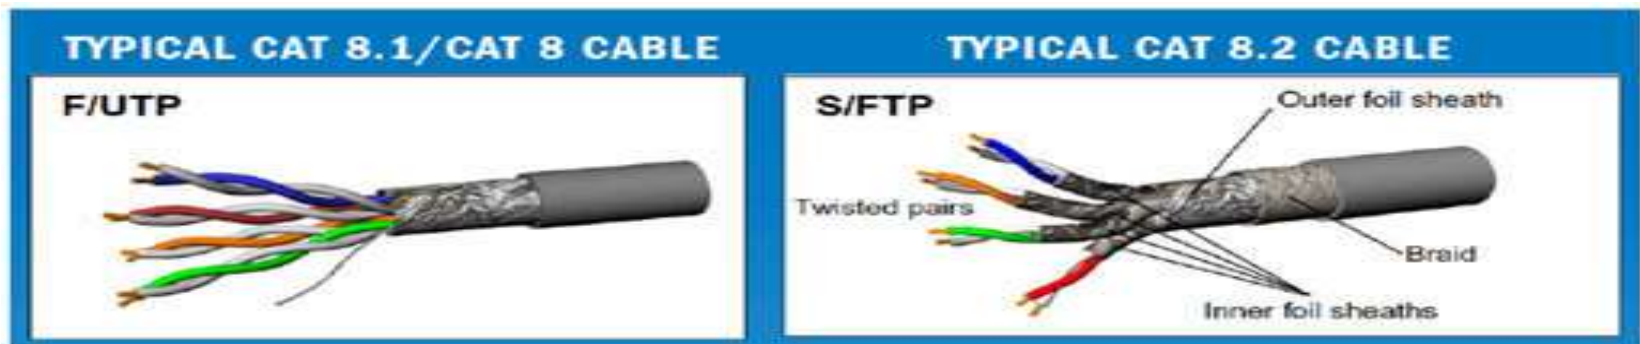 TYPICAL CAT 8.1/CAT 8 CABLE
F/UTP
TYPICAL CAT 8.2 CABLE
S/FTP
Outer foil sheath
Twisted pairs
Braid
Inner foil sheaths